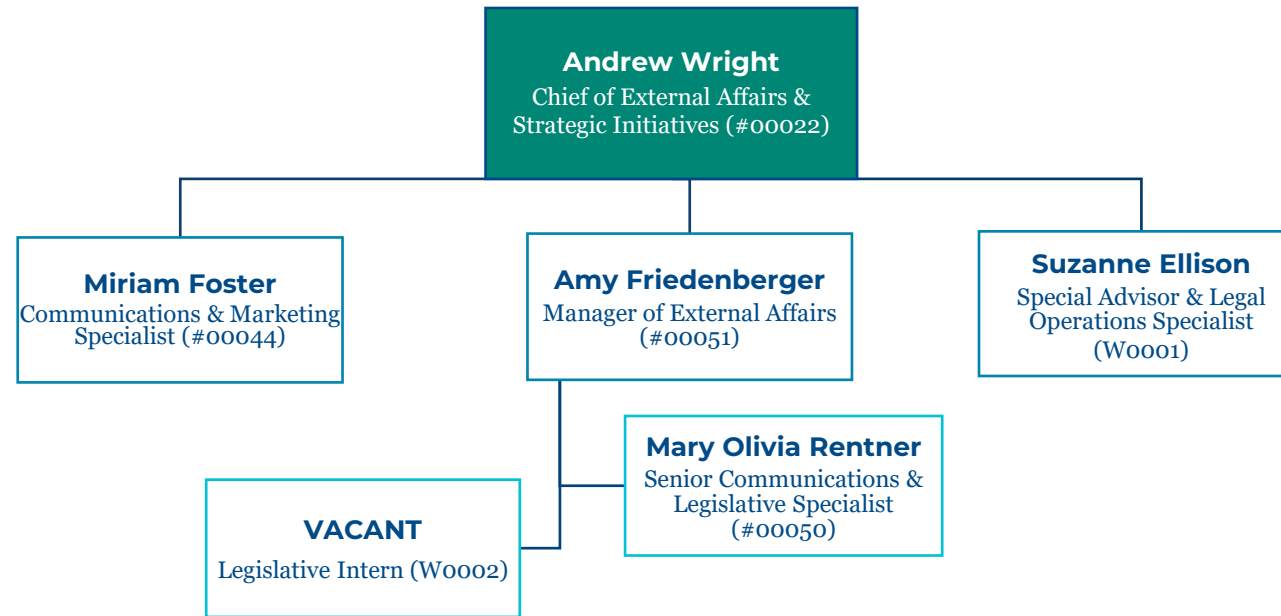 Andrew Wright
Chief of External Affairs &
Strategic Initiatives (#00022)
Miriam Foster
Communications & Marketing
Specialist (#00044)
Amy Friedenberger
Manager of External Affairs
(#00051)
Suzanne Ellison
Special Advisor & Legal
Operations Specialist
(W0001)
Mary Olivia Rentner
Senior Communications &
Legislative Specialist
(#00050)
VACANT
Legislative Intern (W0002)